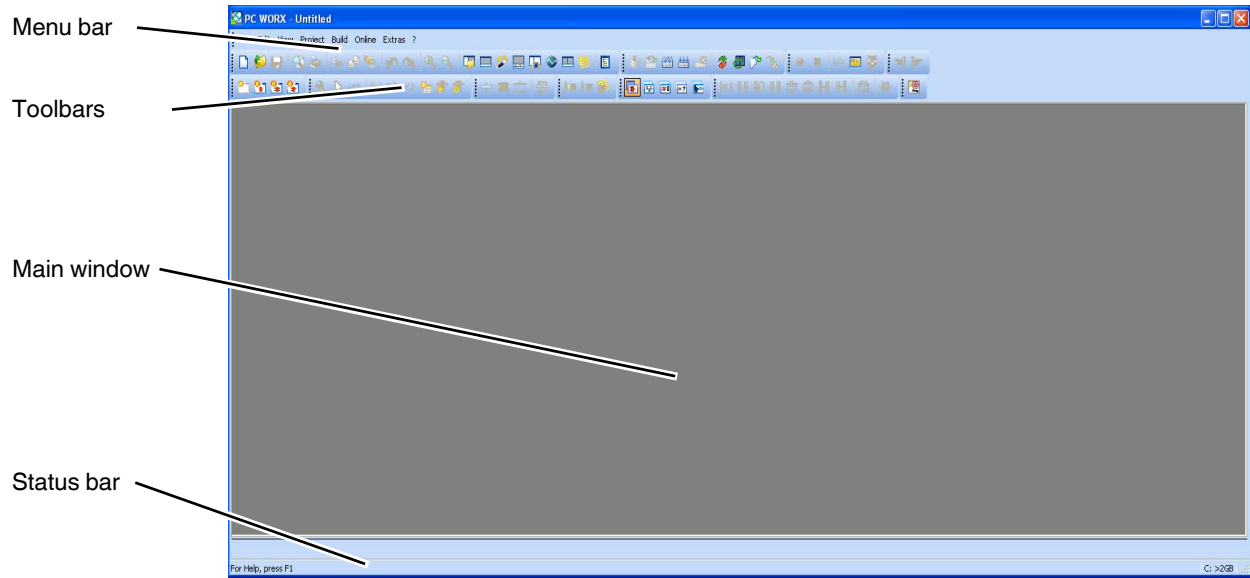 Menu bar
Toolbars
Main window
Status bar
PC WORX - Untitled
View Project Build Online Extras ?
For Help, press F1
C: >2GB